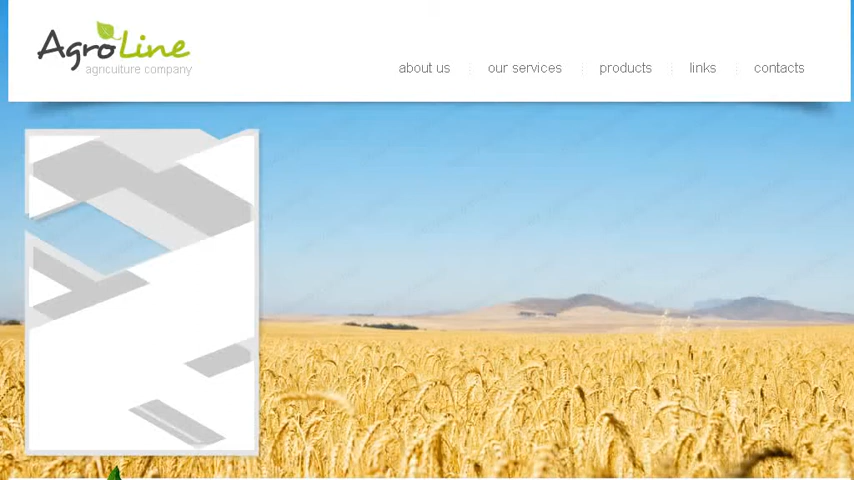 AgroLine
agriculture company
about us
our services
products
links
contacts